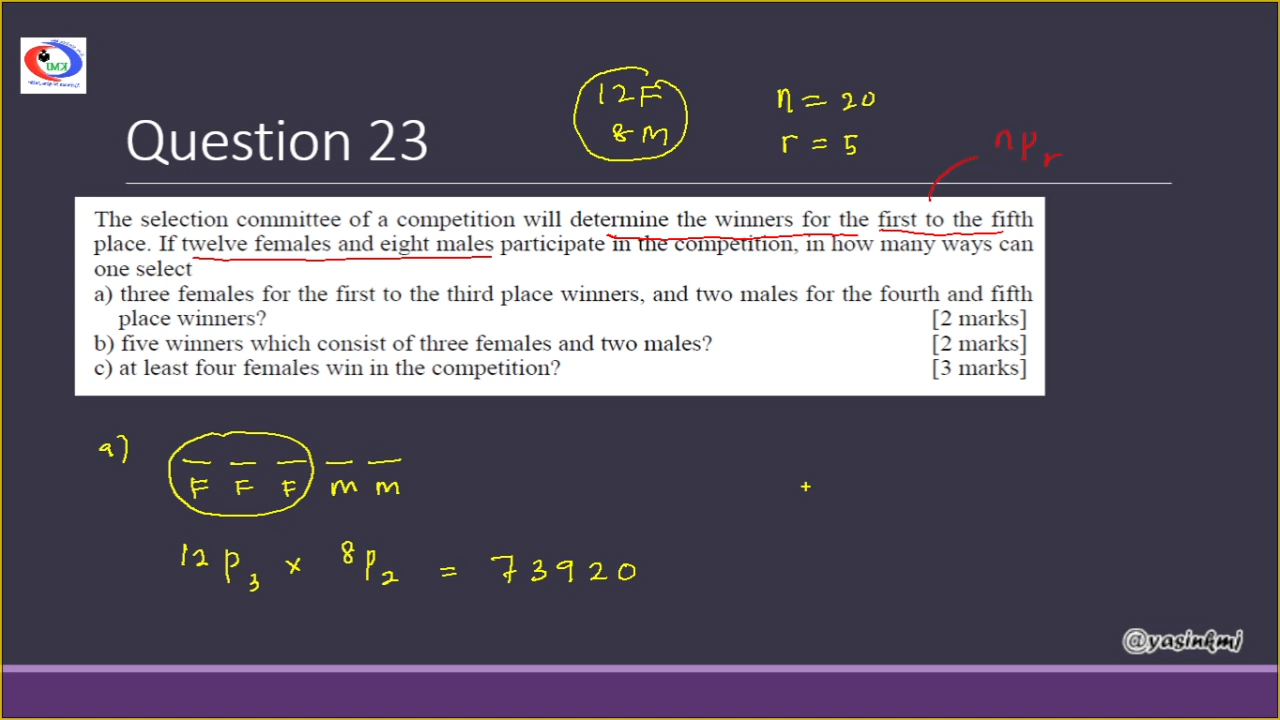 12F
8M
n = 20
r = 5
nPr
Question 23
The selection committee of a competition will determine the winners for the first to the fifth
place. If twelve females and eight males participate in the competition, in how many ways can
one select
a) three females for the first to the third place winners, and two males for the fourth and fifth
place winners? [2 marks]
b) five winners which consist of three females and two males? [2 marks]
c) at least four females win in the competition? [3 marks]
a) _ _ _ _ _
F F F M M
12P3 x 8P2 = 73920
+
@yasinkmj